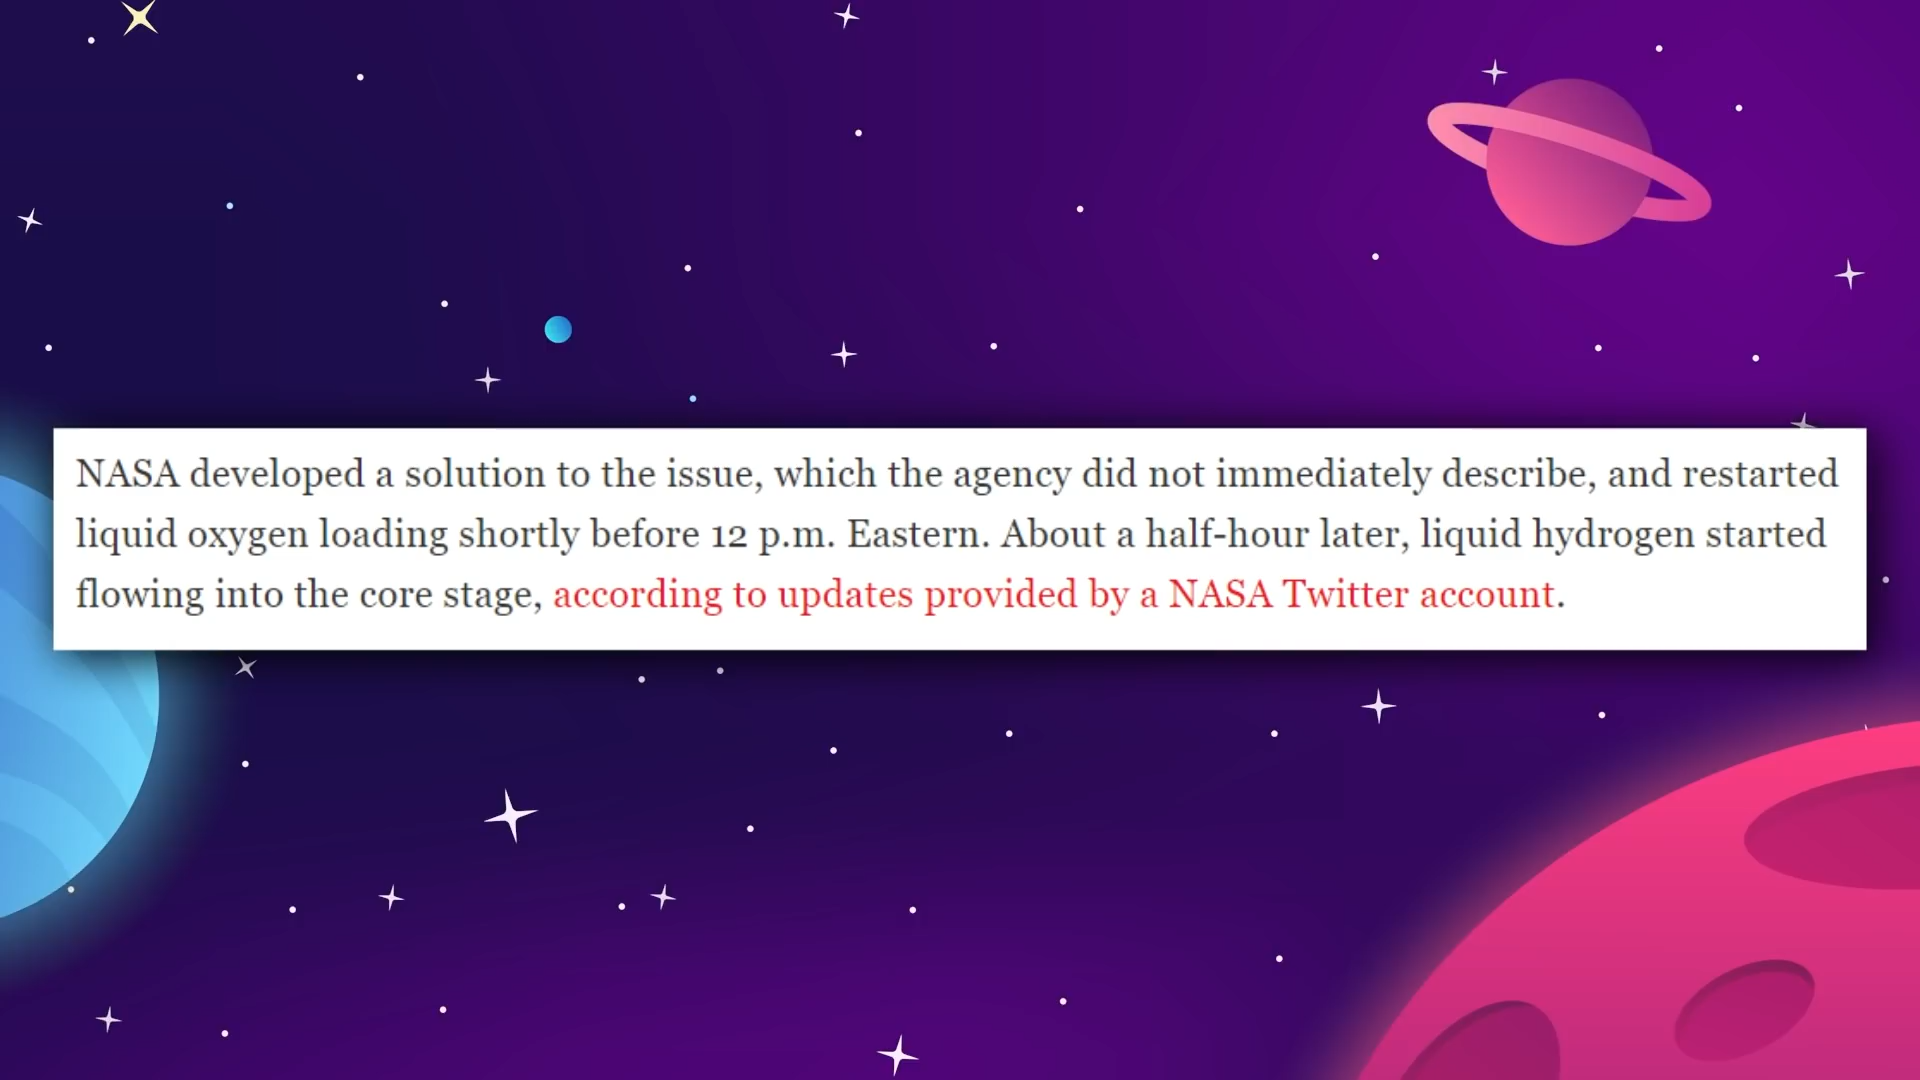 NASA developed a solution to the issue, which the agency did not immediately describe, and restarted
liquid oxygen loading shortly before 12 p.m. Eastern. About a half-hour later, liquid hydrogen started
flowing into the core stage, according to updates provided by a NASA Twitter account.